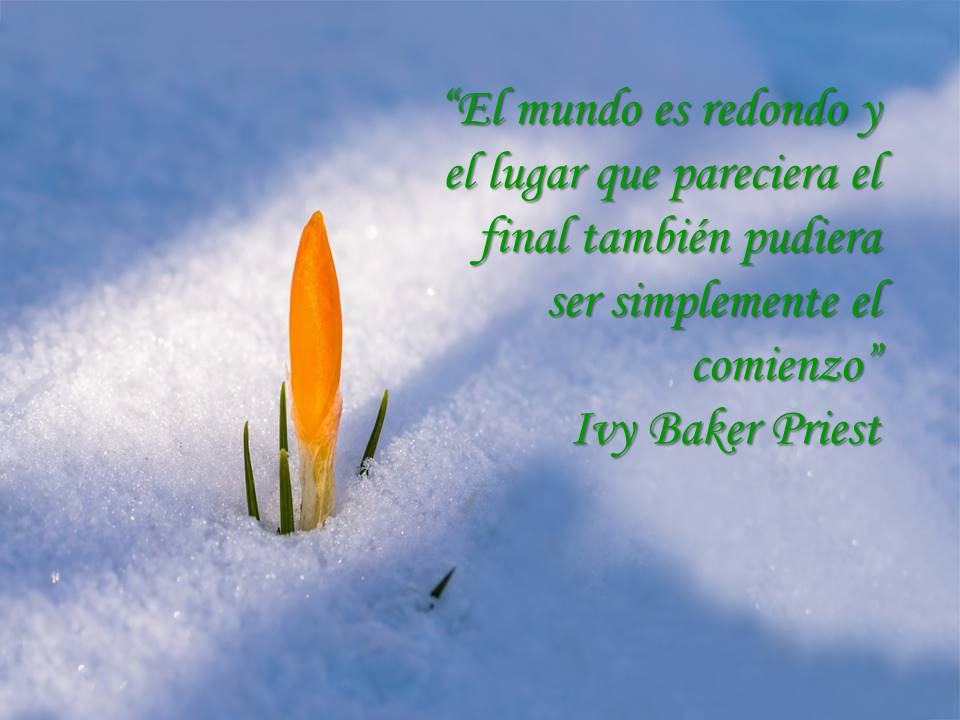 “El mundo es redondo y
el lugar que pareciera el
final también pudiera
ser simplemente el
comienzo”
Ivy Baker Priest